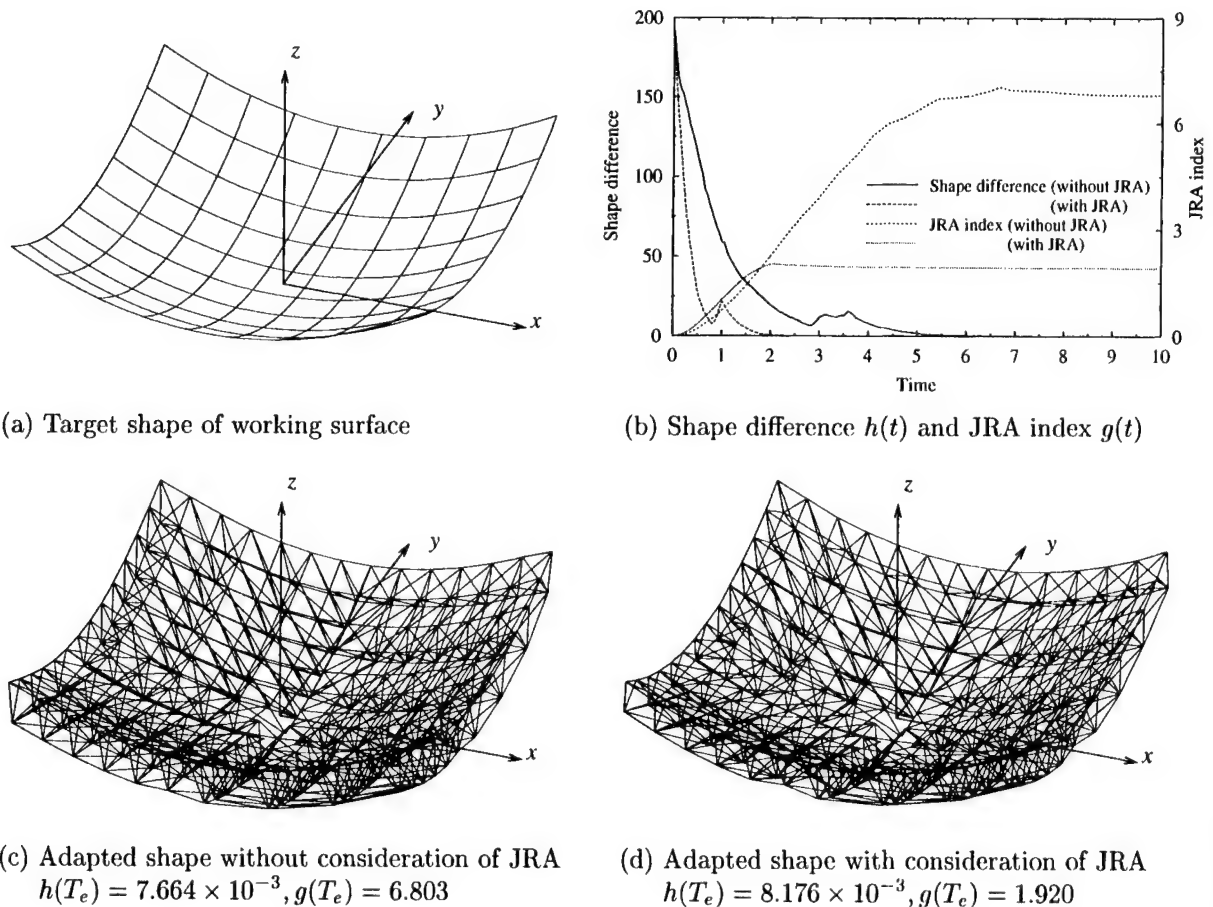 z
y
x
(a) Target shape of working surface
200
150
100
50
0
Shape difference
9
6
3
0
JRA index
Shape difference (without JRA)
(with JRA)
JRA index (without JRA)
(with JRA)
0 1 2 3 4 5 6 7 8 9 10
Time
(b) Shape difference h(t) and JRA index g(t)
z
y
x
(c) Adapted shape without consideration of JRA
h(T_e) = 7.664 × 10^{-3}, g(T_e) = 6.803
z
y
x
(d) Adapted shape with consideration of JRA
h(T_e) = 8.176 × 10^{-3}, g(T_e) = 1.920